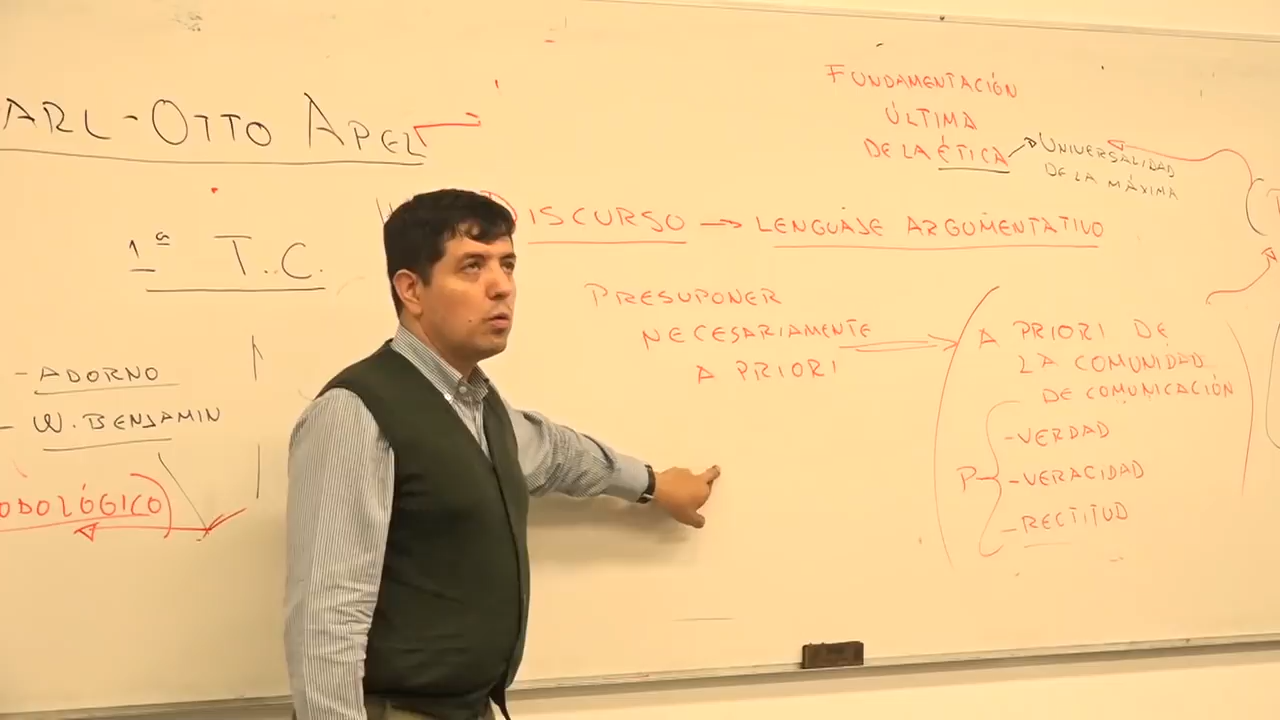 ARL-OTTO APEL
1ª T.C.
- ADORNO
- W. BENJAMIN
ODOLÓGICO)
FUNDAMENTACIÓN
ÚLTIMA
DE LA ÉTICA
UNIVERSALIDAD
DE LA MÁXIMA
DISCURSO → LENGUAJE ARGUMENTATIVO
PRESUPONER
NECESARIAMENTE
A PRIORI
A PRIORI DE
LA COMUNIDAD
DE COMUNICACIÓN
- VERDAD
P - VERACIDAD
- RECTITUD